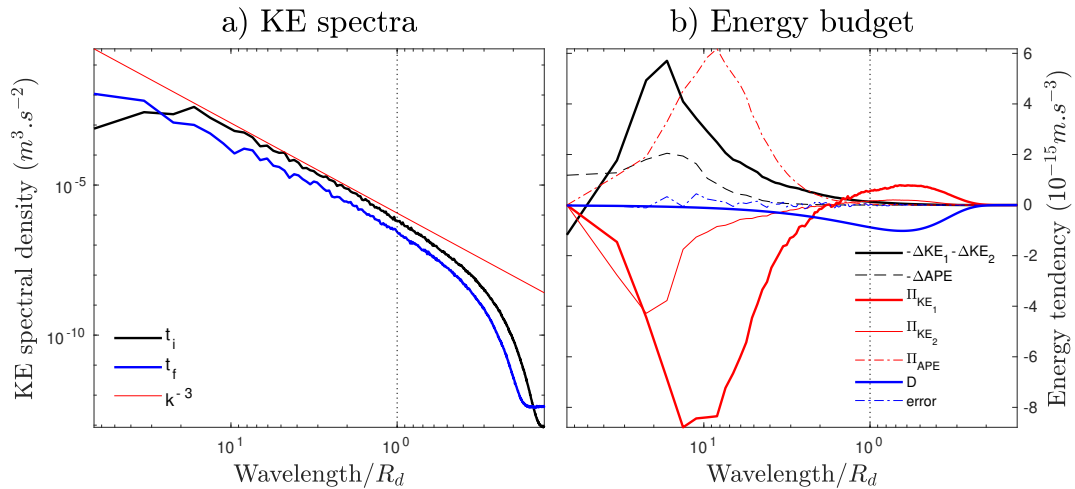 a) KE spectra
KE spectral density (m³.s⁻²)
10⁻⁵
10⁻¹⁰
t_i
t_f
k⁻³
10¹
10⁰
Wavelength/R_d
b) Energy budget
6
4
2
0
-2
-4
-6
-8
Energy tendency (10⁻¹⁵m.s⁻³)
-ΔKE₁-ΔKE₂
-ΔAPE
Π_KE₁
Π_KE₂
Π_APE
D
error
10¹
10⁰
Wavelength/R_d